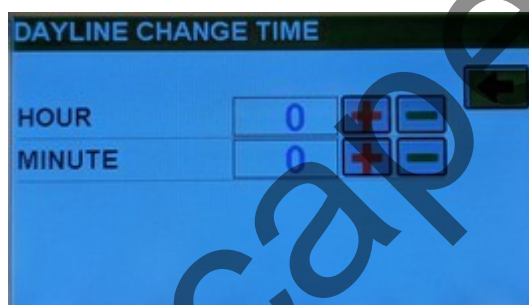 DAYLINE CHANGE TIME
HOUR 0 + -
MINUTE 0 + -
cape